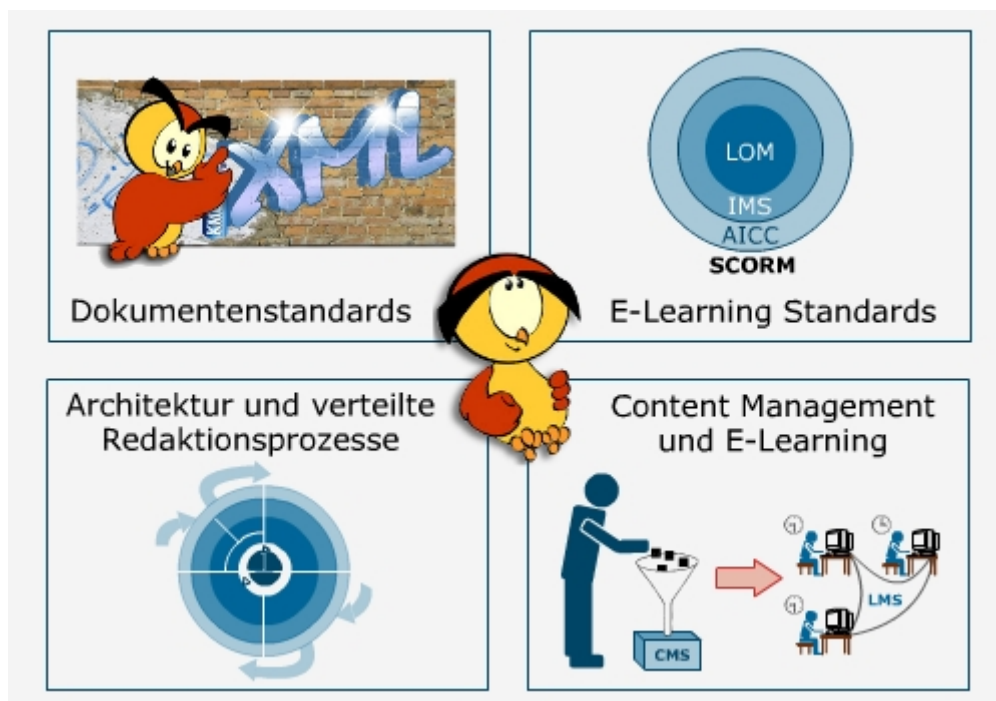 XML
Dokumentenstandards
LOM
IMS
AICC
SCORM
E-Learning Standards
Architektur und verteilte
Redaktionsprozesse
Content Management
und E-Learning
CMS
LMS